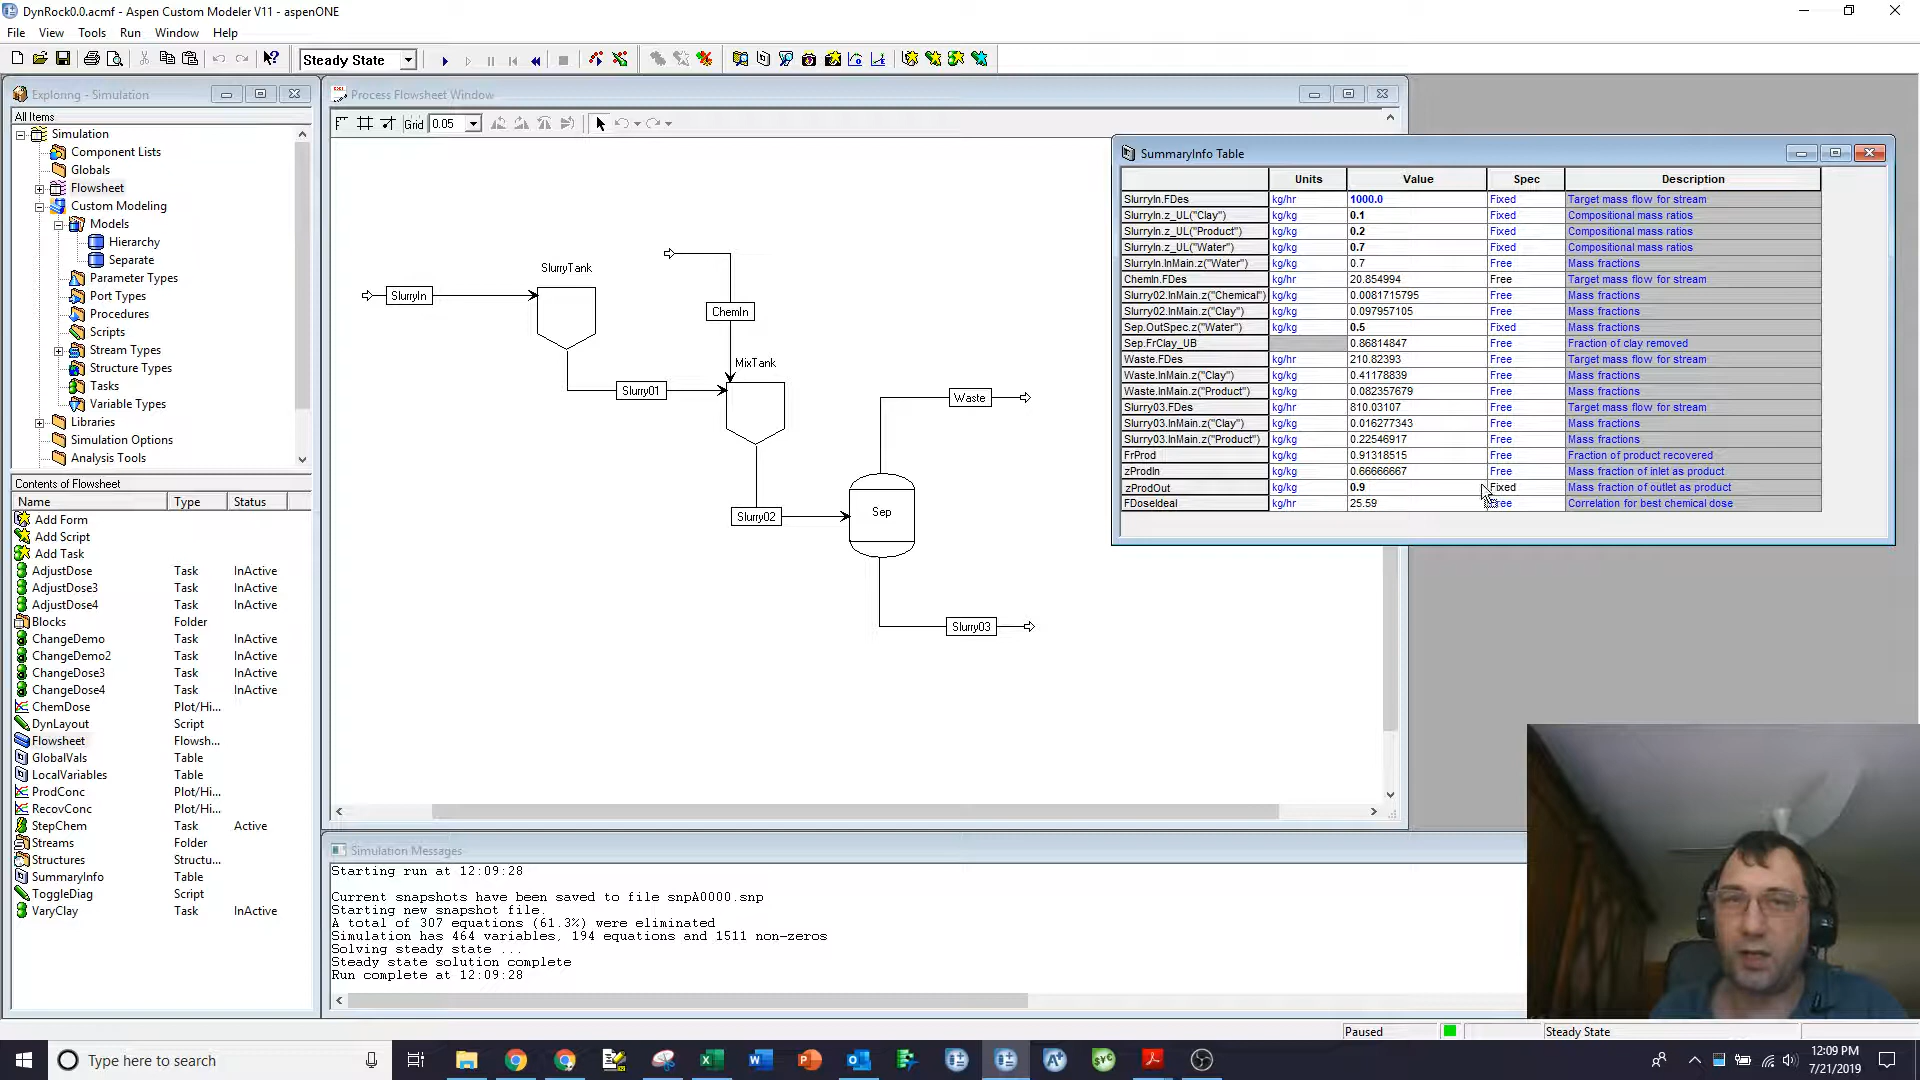 DynRock0.0.acmf - Aspen Custom Modeler V11 - aspenONE
File View Tools Run Window Help
Steady State
Exploring - Simulation
All Items
Simulation
Component Lists
Globals
Flowsheet
Custom Modeling
Models
Hierarchy
Separate
Parameter Types
Port Types
Procedures
Scripts
Stream Types
Structure Types
Tasks
Variable Types
Libraries
Simulation Options
Analysis Tools
Contents of Flowsheet
Name Type Status
Add Form
Add Script
Add Task
AdjustDose Task InActive
AdjustDose3 Task InActive
AdjustDose4 Task InActive
Blocks Folder
ChangeDemo Task InActive
ChangeDemo2 Task InActive
ChangeDose3 Task InActive
ChangeDose4 Task InActive
ChemDose Plot/Hi...
DynLayout Script
Flowsheet Flowsh...
GlobalVals Table
LocalVariables Table
ProdConc Plot/Hi...
RecovConc Plot/Hi...
StepChem Task Active
Streams Folder
Structures Structu...
SummaryInfo Table
ToggleDiag Script
VaryClay Task InActive
Process Flowsheet Window
Grid 0.05
SlurryIn
SlurryTank
ChemIn
MixTank
Slurry01
Waste
Slurry02
Sep
Slurry03
SummaryInfo Table
Units Value Spec Description
SlurryIn.FDes kg/hr 1000.0 Fixed Target mass flow for stream
SlurryIn.z_UL("Clay") kg/kg 0.1 Fixed Compositional mass ratios
SlurryIn.z_UL("Product") kg/kg 0.2 Fixed Compositional mass ratios
SlurryIn.z_UL("Water") kg/kg 0.7 Fixed Compositional mass ratios
SlurryIn.InMain.z("Water") kg/kg 0.7 Free Mass fractions
ChemIn.FDes kg/hr 20.854994 Free Target mass flow for stream
Slurry02.InMain.z("Chemical") kg/kg 0.0081715795 Free Mass fractions
Slurry02.InMain.z("Clay") kg/kg 0.097957105 Free Mass fractions
Sep.OutSpec.z("Water") kg/kg 0.5 Fixed Mass fractions
Sep.FrClay_UB 0.86814847 Free Fraction of clay removed
Waste.FDes kg/hr 210.82393 Free Target mass flow for stream
Waste.InMain.z("Clay") kg/kg 0.41178839 Free Mass fractions
Waste.InMain.z("Product") kg/kg 0.082357679 Free Mass fractions
Slurry03.FDes kg/hr 810.03107 Free Target mass flow for stream
Slurry03.InMain.z("Clay") kg/kg 0.016277343 Free Mass fractions
Slurry03.InMain.z("Product") kg/kg 0.22546917 Free Mass fractions
FrProd kg/kg 0.91318515 Free Fraction of product recovered
zProdIn kg/kg 0.66666667 Free Mass fraction of inlet as product
zProdOut kg/kg 0.9 Fixed Mass fraction of outlet as product
FDoseIdeal kg/hr 25.59 Free Correlation for best chemical dose
Simulation Messages
Starting run at 12:09:28
Current snapshots have been saved to file snpA0000.snp
Starting new snapshot file.
A total of 307 equations (61.3%) were eliminated
Simulation has 464 variables, 194 equations and 1511 non-zeros
Solving steady state ...
Steady state solution complete
Run complete at 12:09:28
Paused Steady State
Type here to search
12:09 PM
7/21/2019